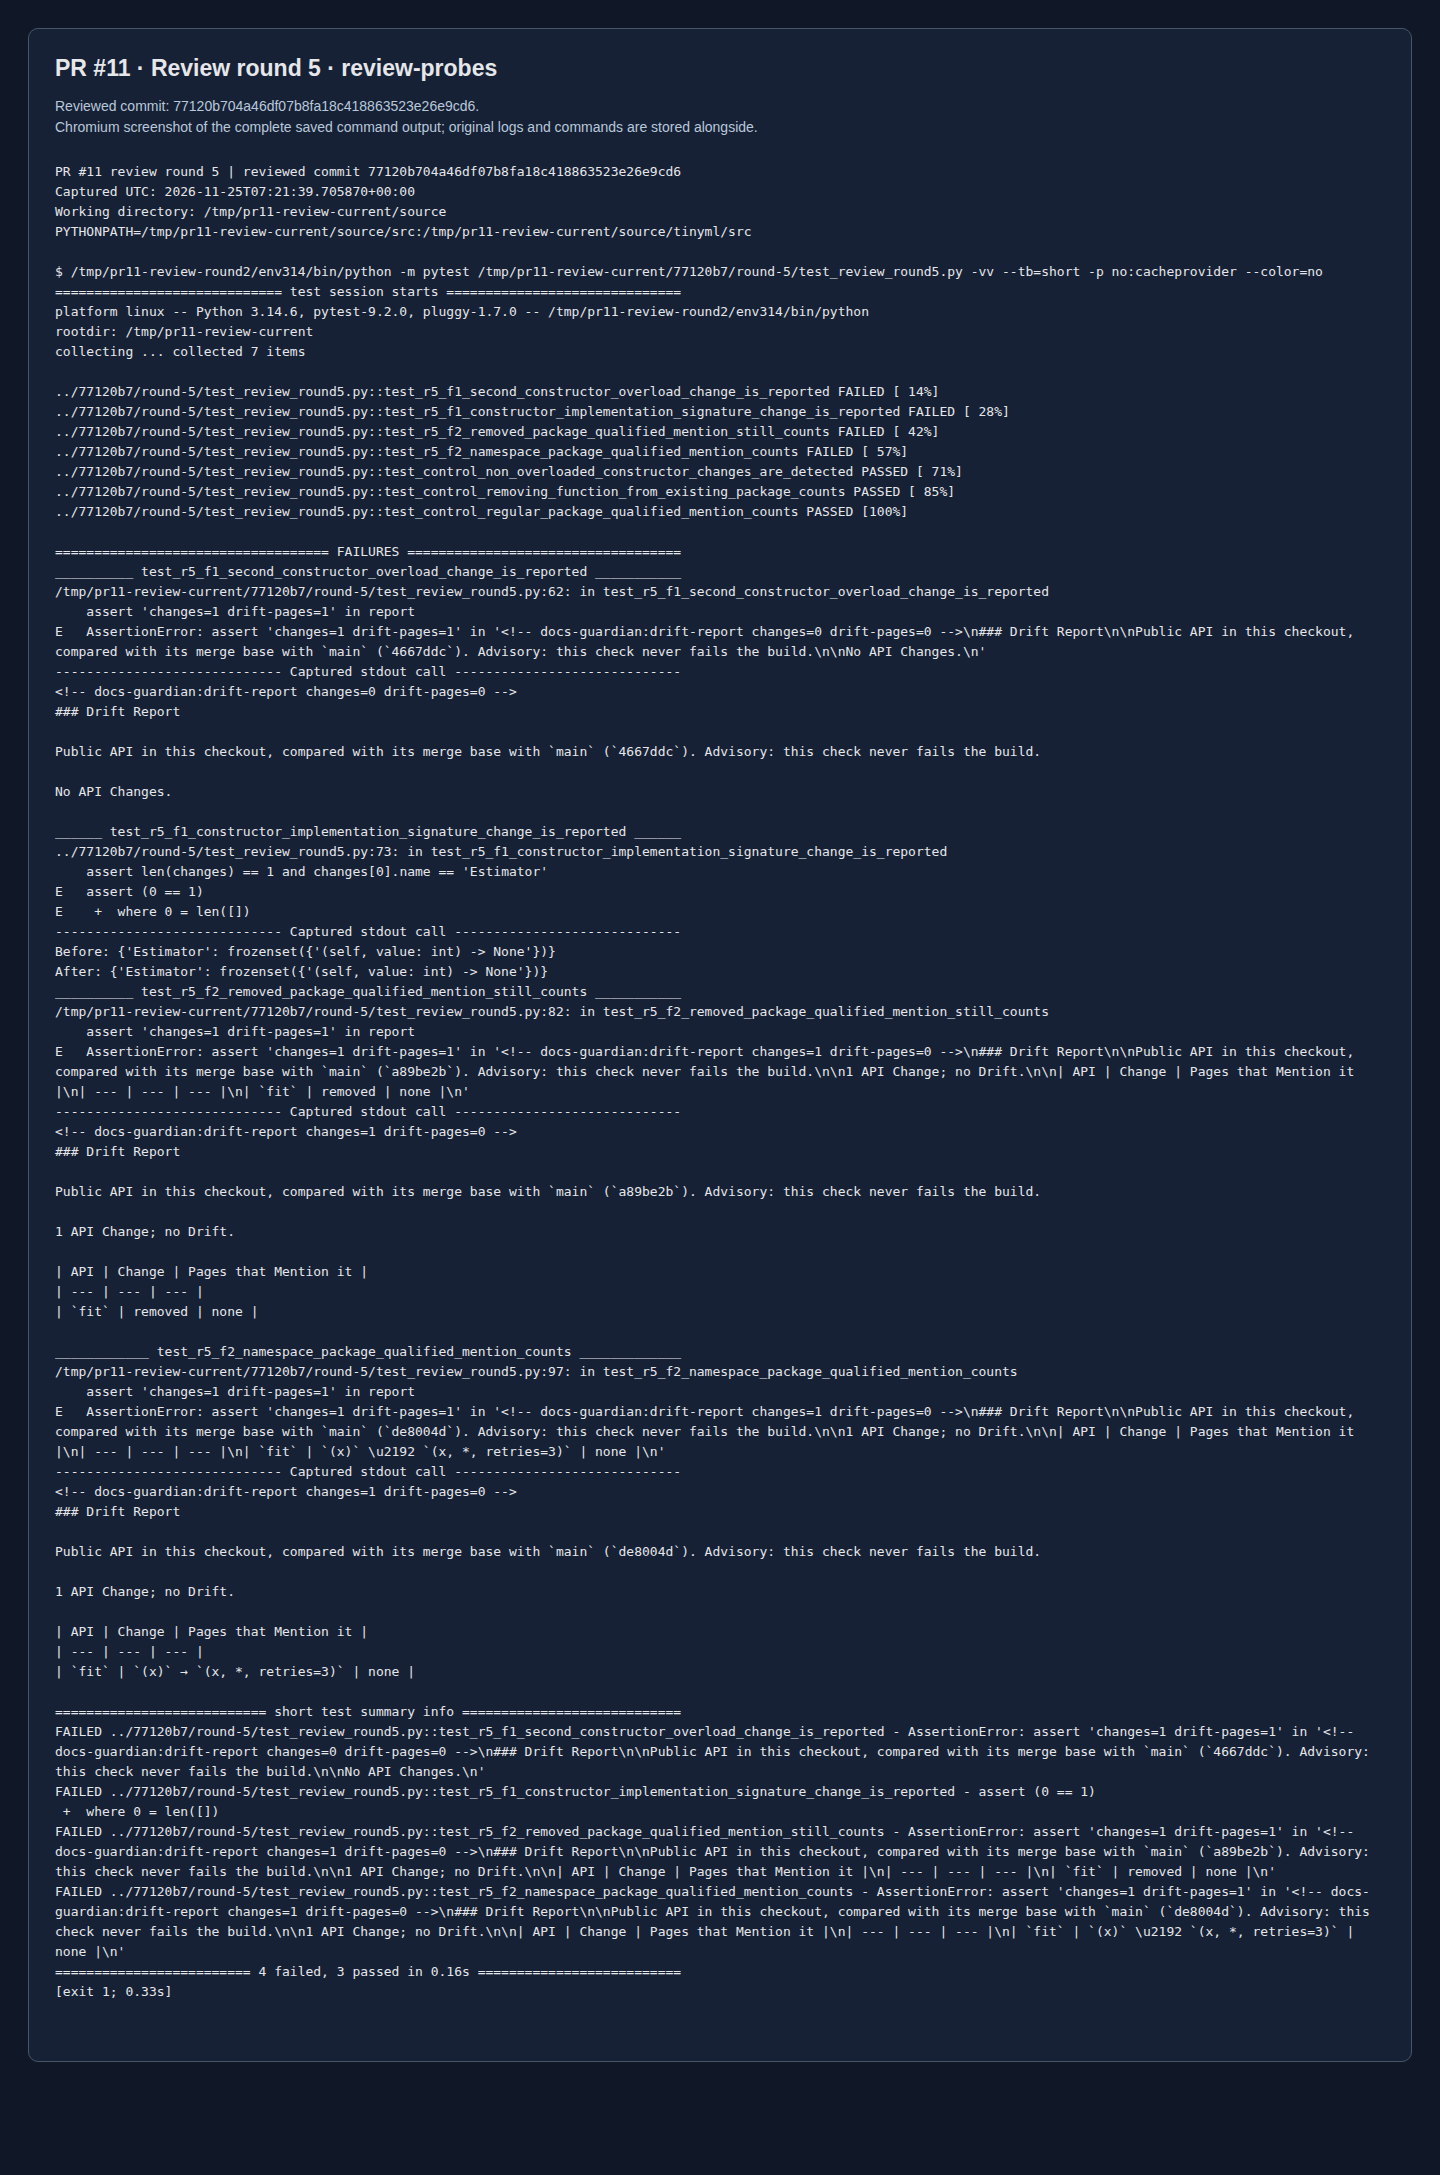 PR #11 · Review round 5 · review-probes
Reviewed commit: 77120b704a46df07b8fa18c418863523e26e9cd6.
Chromium screenshot of the complete saved command output; original logs and commands are stored alongside.
PR #11 review round 5 | reviewed commit 77120b704a46df07b8fa18c418863523e26e9cd6
Captured UTC: 2026-11-25T07:21:39.705870+00:00
Working directory: /tmp/pr11-review-current/source
PYTHONPATH=/tmp/pr11-review-current/source/src:/tmp/pr11-review-current/source/tinyml/src
$ /tmp/pr11-review-round2/env314/bin/python -m pytest /tmp/pr11-review-current/77120b7/round-5/test_review_round5.py -vv --tb=short -p no:cacheprovider --color=no
============================= test session starts ==============================
platform linux -- Python 3.14.6, pytest-9.2.0, pluggy-1.7.0 -- /tmp/pr11-review-round2/env314/bin/python
rootdir: /tmp/pr11-review-current
collecting ... collected 7 items
../77120b7/round-5/test_review_round5.py::test_r5_f1_second_constructor_overload_change_is_reported FAILED [ 14%]
../77120b7/round-5/test_review_round5.py::test_r5_f1_constructor_implementation_signature_change_is_reported FAILED [ 28%]
../77120b7/round-5/test_review_round5.py::test_r5_f2_removed_package_qualified_mention_still_counts FAILED [ 42%]
../77120b7/round-5/test_review_round5.py::test_r5_f2_namespace_package_qualified_mention_counts FAILED [ 57%]
../77120b7/round-5/test_review_round5.py::test_control_non_overloaded_constructor_changes_are_detected PASSED [ 71%]
../77120b7/round-5/test_review_round5.py::test_control_removing_function_from_existing_package_counts PASSED [ 85%]
../77120b7/round-5/test_review_round5.py::test_control_regular_package_qualified_mention_counts PASSED [100%]
=================================== FAILURES ===================================
__________ test_r5_f1_second_constructor_overload_change_is_reported ___________
/tmp/pr11-review-current/77120b7/round-5/test_review_round5.py:62: in test_r5_f1_second_constructor_overload_change_is_reported
    assert 'changes=1 drift-pages=1' in report
E   AssertionError: assert 'changes=1 drift-pages=1' in '<!-- docs-guardian:drift-report changes=0 drift-pages=0 -->\n### Drift Report\n\nPublic API in this checkout,
compared with its merge base with `main` (`4667ddc`). Advisory: this check never fails the build.\n\nNo API Changes.\n'
----------------------------- Captured stdout call -----------------------------
<!-- docs-guardian:drift-report changes=0 drift-pages=0 -->
### Drift Report
Public API in this checkout, compared with its merge base with `main` (`4667ddc`). Advisory: this check never fails the build.
No API Changes.
______ test_r5_f1_constructor_implementation_signature_change_is_reported ______
../77120b7/round-5/test_review_round5.py:73: in test_r5_f1_constructor_implementation_signature_change_is_reported
    assert len(changes) == 1 and changes[0].name == 'Estimator'
E   assert (0 == 1)
E    +  where 0 = len([])
----------------------------- Captured stdout call -----------------------------
Before: {'Estimator': frozenset({'(self, value: int) -> None'})}
After: {'Estimator': frozenset({'(self, value: int) -> None'})}
__________ test_r5_f2_removed_package_qualified_mention_still_counts ___________
/tmp/pr11-review-current/77120b7/round-5/test_review_round5.py:82: in test_r5_f2_removed_package_qualified_mention_still_counts
    assert 'changes=1 drift-pages=1' in report
E   AssertionError: assert 'changes=1 drift-pages=1' in '<!-- docs-guardian:drift-report changes=1 drift-pages=0 -->\n### Drift Report\n\nPublic API in this checkout,
compared with its merge base with `main` (`a89be2b`). Advisory: this check never fails the build.\n\n1 API Change; no Drift.\n\n| API | Change | Pages that Mention it
|\n| --- | --- | --- |\n| `fit` | removed | none |\n'
----------------------------- Captured stdout call -----------------------------
<!-- docs-guardian:drift-report changes=1 drift-pages=0 -->
### Drift Report
Public API in this checkout, compared with its merge base with `main` (`a89be2b`). Advisory: this check never fails the build.
1 API Change; no Drift.
| API | Change | Pages that Mention it |
| --- | --- | --- |
| `fit` | removed | none |
____________ test_r5_f2_namespace_package_qualified_mention_counts _____________
/tmp/pr11-review-current/77120b7/round-5/test_review_round5.py:97: in test_r5_f2_namespace_package_qualified_mention_counts
    assert 'changes=1 drift-pages=1' in report
E   AssertionError: assert 'changes=1 drift-pages=1' in '<!-- docs-guardian:drift-report changes=1 drift-pages=0 -->\n### Drift Report\n\nPublic API in this checkout,
compared with its merge base with `main` (`de8004d`). Advisory: this check never fails the build.\n\n1 API Change; no Drift.\n\n| API | Change | Pages that Mention it
|\n| --- | --- | --- |\n| `fit` | `(x)` \u2192 `(x, *, retries=3)` | none |\n'
----------------------------- Captured stdout call -----------------------------
<!-- docs-guardian:drift-report changes=1 drift-pages=0 -->
### Drift Report
Public API in this checkout, compared with its merge base with `main` (`de8004d`). Advisory: this check never fails the build.
1 API Change; no Drift.
| API | Change | Pages that Mention it |
| --- | --- | --- |
| `fit` | `(x)` → `(x, *, retries=3)` | none |
=========================== short test summary info ============================
FAILED ../77120b7/round-5/test_review_round5.py::test_r5_f1_second_constructor_overload_change_is_reported - AssertionError: assert 'changes=1 drift-pages=1' in '<!--
docs-guardian:drift-report changes=0 drift-pages=0 -->\n### Drift Report\n\nPublic API in this checkout, compared with its merge base with `main` (`4667ddc`). Advisory:
this check never fails the build.\n\nNo API Changes.\n'
FAILED ../77120b7/round-5/test_review_round5.py::test_r5_f1_constructor_implementation_signature_change_is_reported - assert (0 == 1)
 +  where 0 = len([])
FAILED ../77120b7/round-5/test_review_round5.py::test_r5_f2_removed_package_qualified_mention_still_counts - AssertionError: assert 'changes=1 drift-pages=1' in '<!--
docs-guardian:drift-report changes=1 drift-pages=0 -->\n### Drift Report\n\nPublic API in this checkout, compared with its merge base with `main` (`a89be2b`). Advisory:
this check never fails the build.\n\n1 API Change; no Drift.\n\n| API | Change | Pages that Mention it |\n| --- | --- | --- |\n| `fit` | removed | none |\n'
FAILED ../77120b7/round-5/test_review_round5.py::test_r5_f2_namespace_package_qualified_mention_counts - AssertionError: assert 'changes=1 drift-pages=1' in '<!-- docs-
guardian:drift-report changes=1 drift-pages=0 -->\n### Drift Report\n\nPublic API in this checkout, compared with its merge base with `main` (`de8004d`). Advisory: this
check never fails the build.\n\n1 API Change; no Drift.\n\n| API | Change | Pages that Mention it |\n| --- | --- | --- |\n| `fit` | `(x)` \u2192 `(x, *, retries=3)` |
none |\n'
========================= 4 failed, 3 passed in 0.16s ==========================
[exit 1; 0.33s]